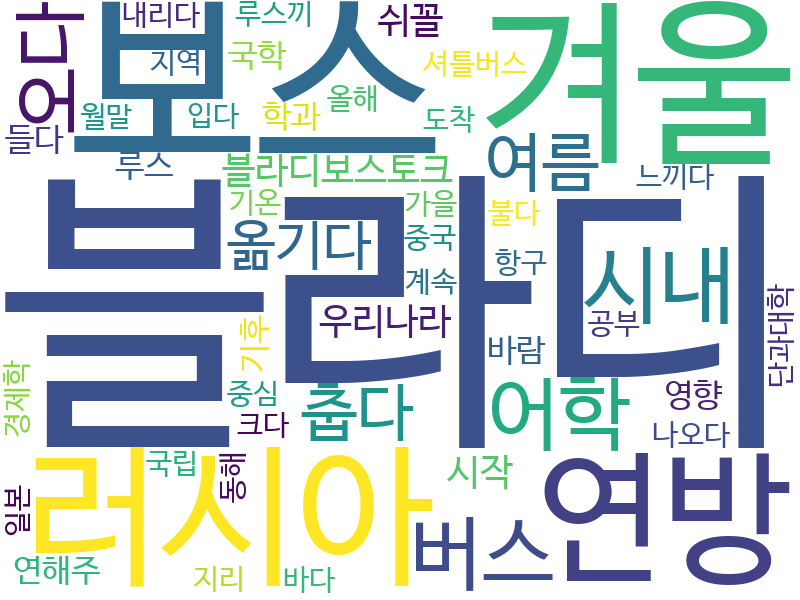 내리다
루스끼
쉬꼴
오다
보스
겨울
지역
국학
셔틀버스
올해
월말
입다
학과
도착
들다
루스
블라디보스토크
여름
느끼다
기온
가을
불다
옮기다
중국
항구
블라디
계속
시내
우리나라
공부
단과대학
기후
바람
경제학
중심
춥다
어학
영향
크다
나오다
국립
동해
시작
러시아
연방
일본
버스
연해주
지리
바다